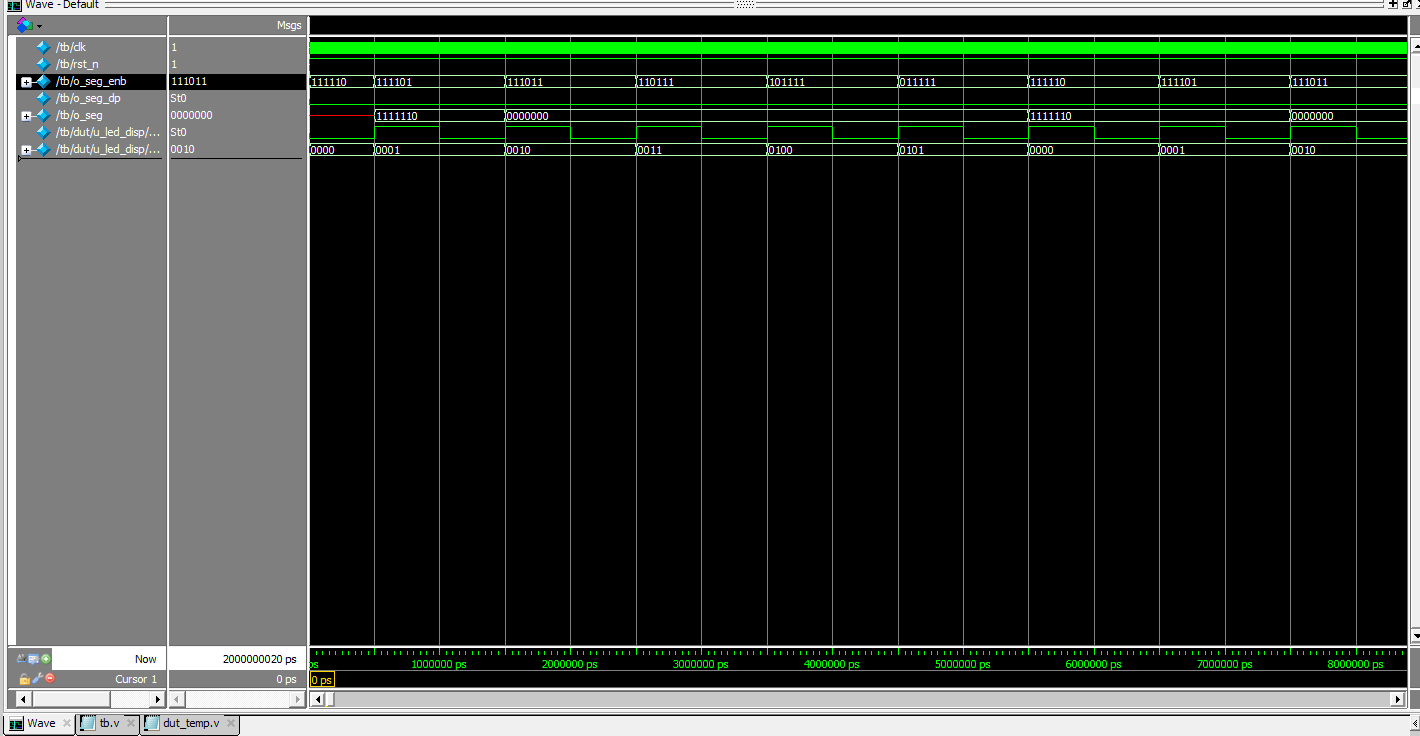 Wave - Default
Msgs
/tb/clk 1
/tb/rst_n 1
/tb/o_seg_enb 111011 111110 111101 111011 110111 101111 011111 111110 111101 111011
/tb/o_seg_dp St0
/tb/o_seg 0000000 1111110 0000000 1111110 0000000
/tb/dut/u_led_disp/... St0
/tb/dut/u_led_disp/... 0010 0000 0001 0010 0011 0100 0101 0000 0001 0010
Now 2000000020 ps ps 1000000 ps 2000000 ps 3000000 ps 4000000 ps 5000000 ps 6000000 ps 7000000 ps 8000000 ps
Cursor 1 0 ps 0 ps
Wave tb.v dut_temp.v